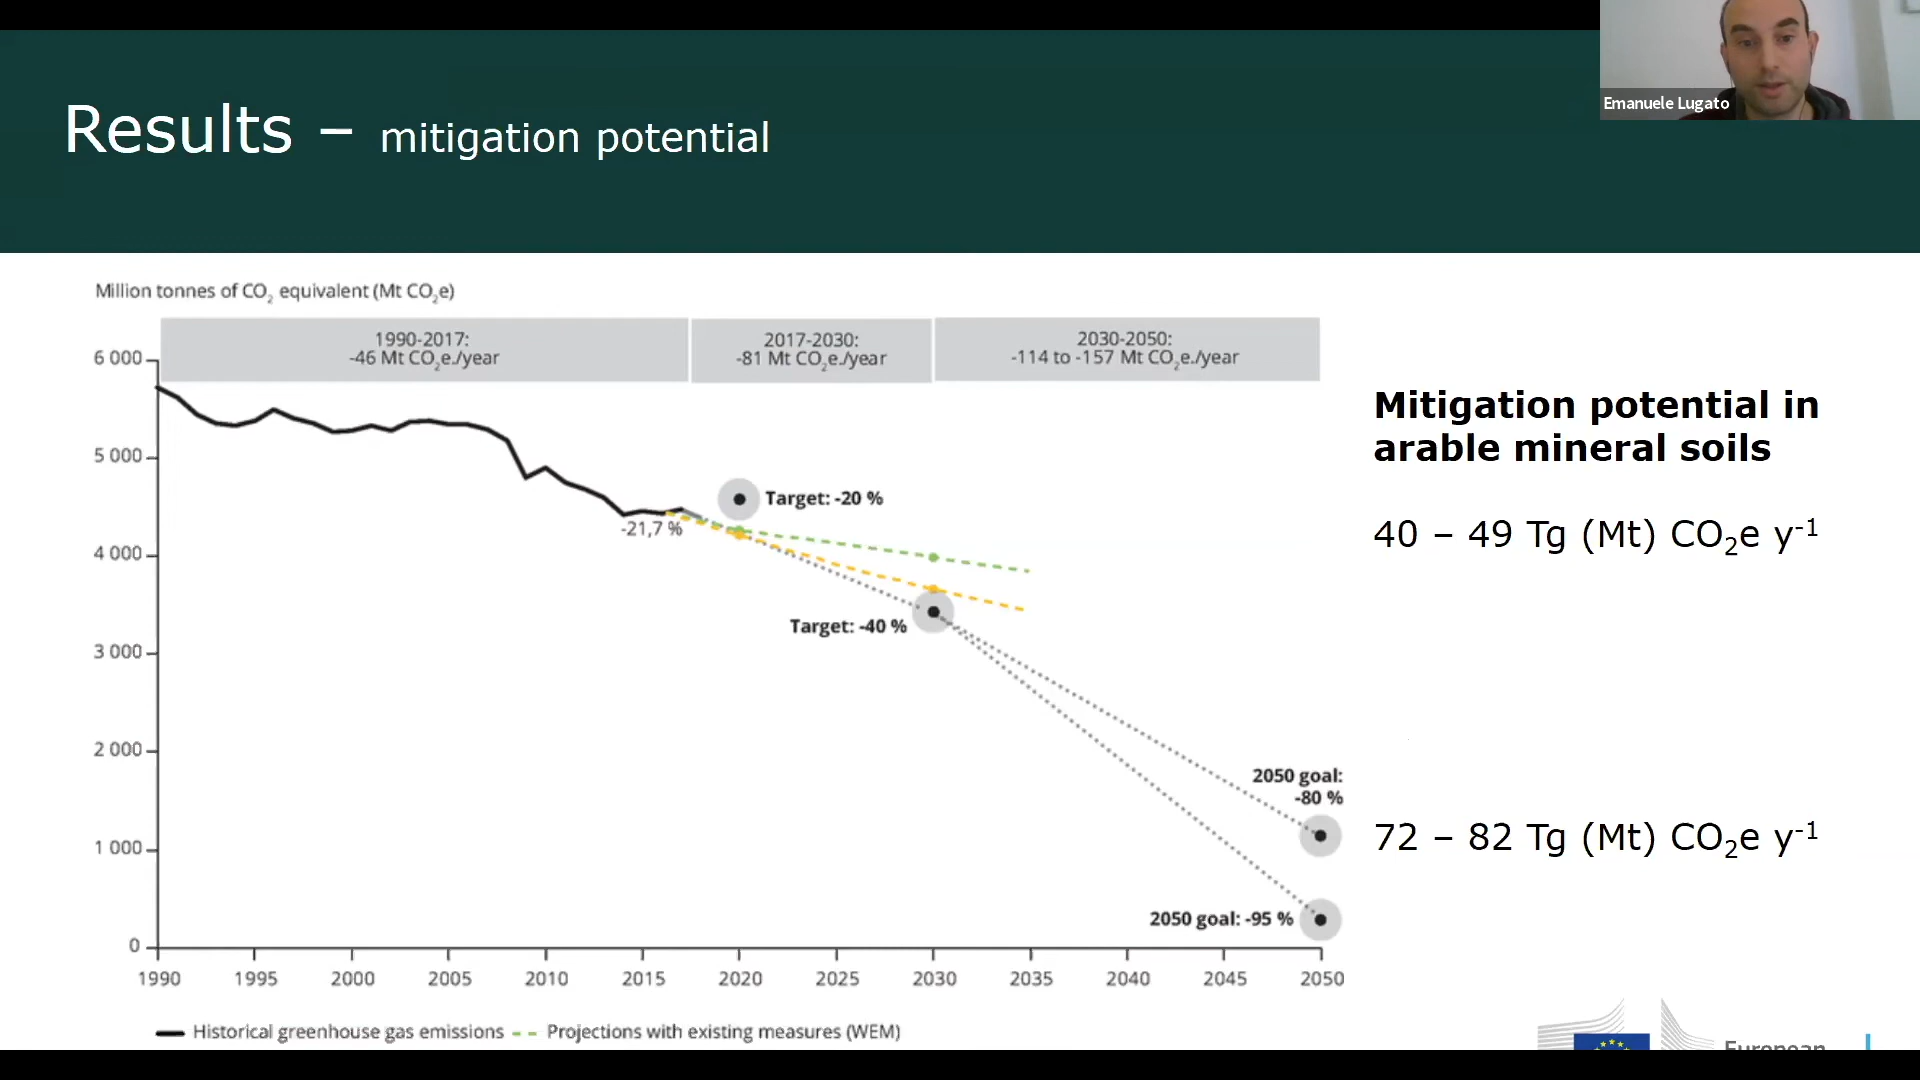 Emanuele Lugato
Results – mitigation potential
Million tonnes of CO₂ equivalent (Mt CO₂e)
1990-2017:
-46 Mt CO₂e./year
2017-2030:
-81 Mt CO₂e./year
2030-2050:
-114 to -157 Mt CO₂e./year
6 000
5 000
4 000
3 000
2 000
1 000
0
-21,7 %
Target: -20 %
Target: -40 %
2050 goal:
-80 %
2050 goal: -95 %
1990
1995
2000
2005
2010
2015
2020
2025
2030
2035
2040
2045
2050
Historical greenhouse gas emissions
Projections with existing measures (WEM)
Mitigation potential in
arable mineral soils
40 – 49 Tg (Mt) CO₂e y⁻¹
72 – 82 Tg (Mt) CO₂e y⁻¹
European